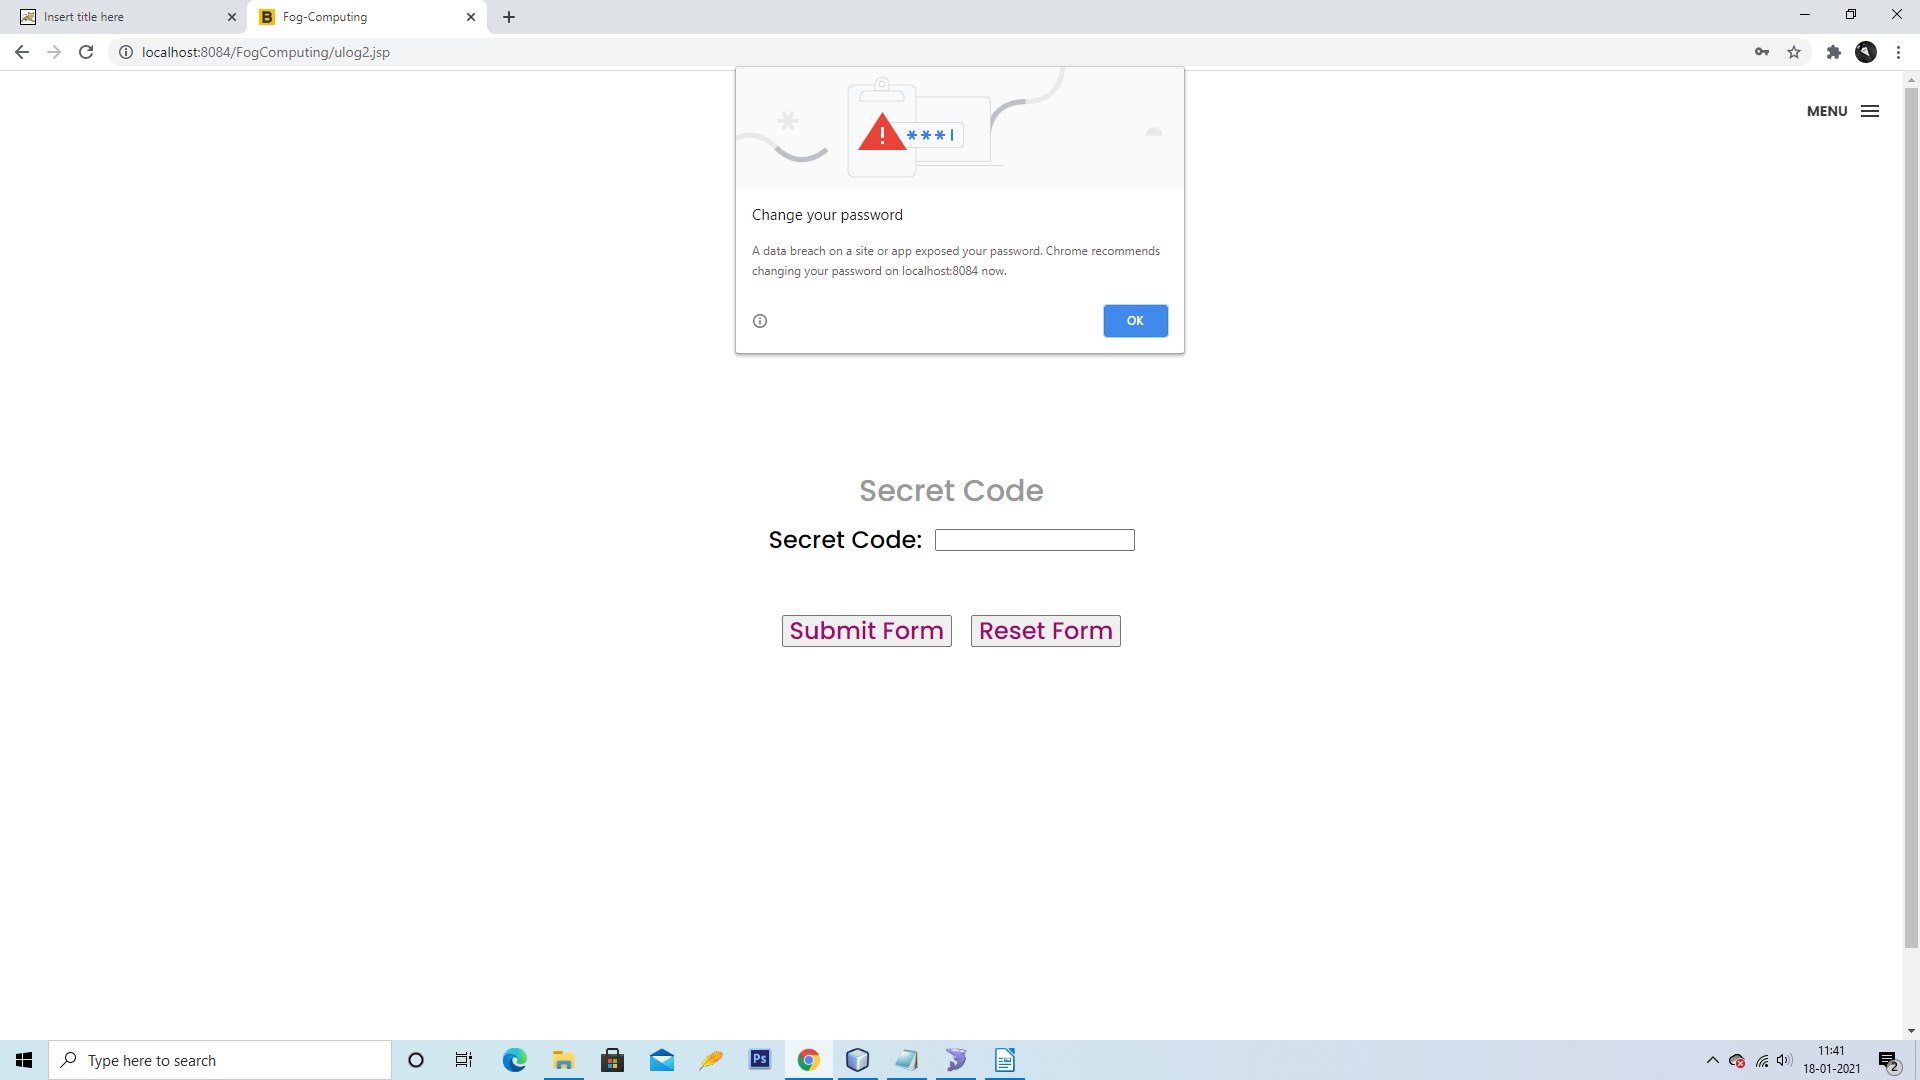 Insert title here
Fog-Computing
localhost:8084/FogComputing/ulog2.jsp
MENU
***
Change your password
A data breach on a site or app exposed your password. Chrome recommends
changing your password on localhost:8084 now.
OK
Secret Code
Secret Code:
Submit Form Reset Form
Type here to search
Ps
11:41
18-01-2021
2